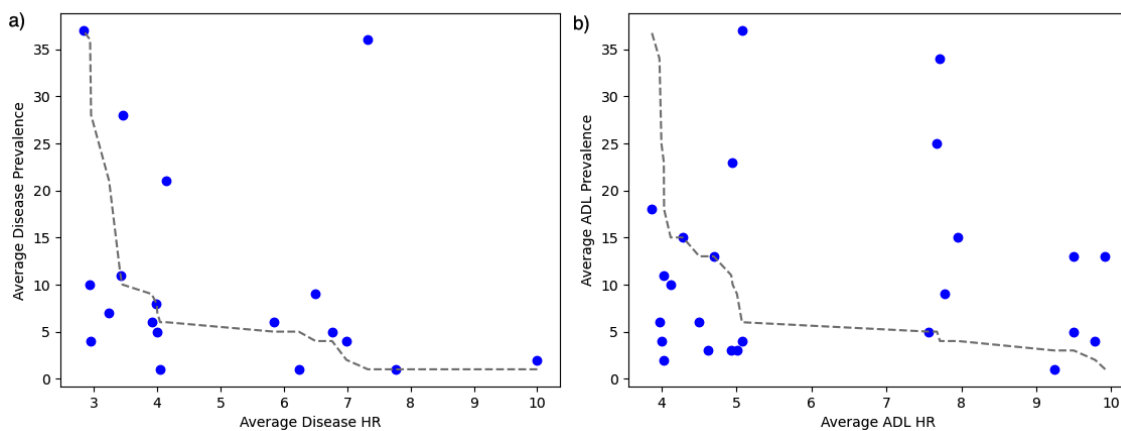 a)
Average Disease Prevalence
35
30
25
20
15
10
5
0
3 4 5 6 7 8 9 10
Average Disease HR
b)
Average ADL Prevalence
35
30
25
20
15
10
5
0
4 5 6 7 8 9 10
Average ADL HR